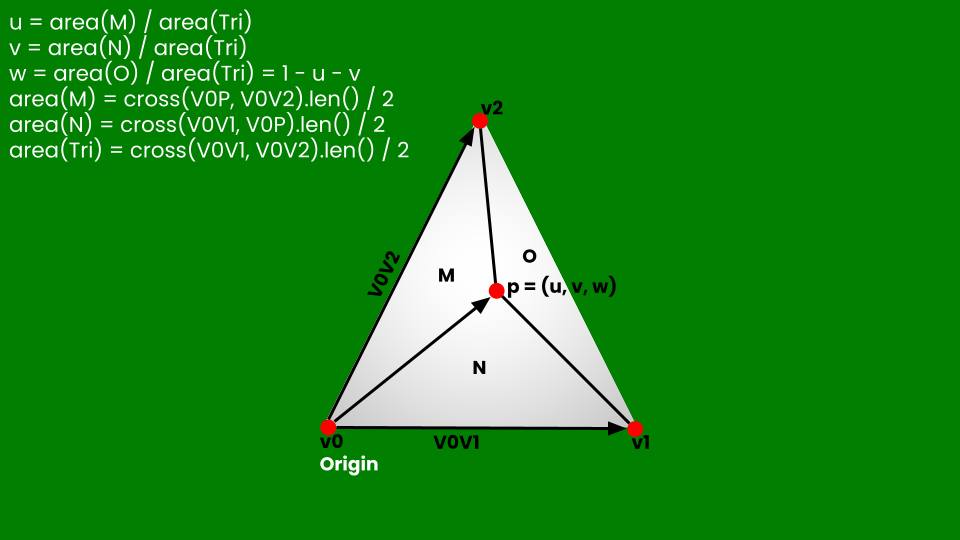 u = area(M) / area(Tri)
v = area(N) / area(Tri)
w = area(O) / area(Tri) = 1 - u - v
area(M) = cross(V0P, V0V2).len() / 2
area(N) = cross(V0V1, V0P).len() / 2
area(Tri) = cross(V0V1, V0V2).len() / 2
v2
V0V2
O
M
p = (u, v, w)
N
v0
V0V1
v1
Origin